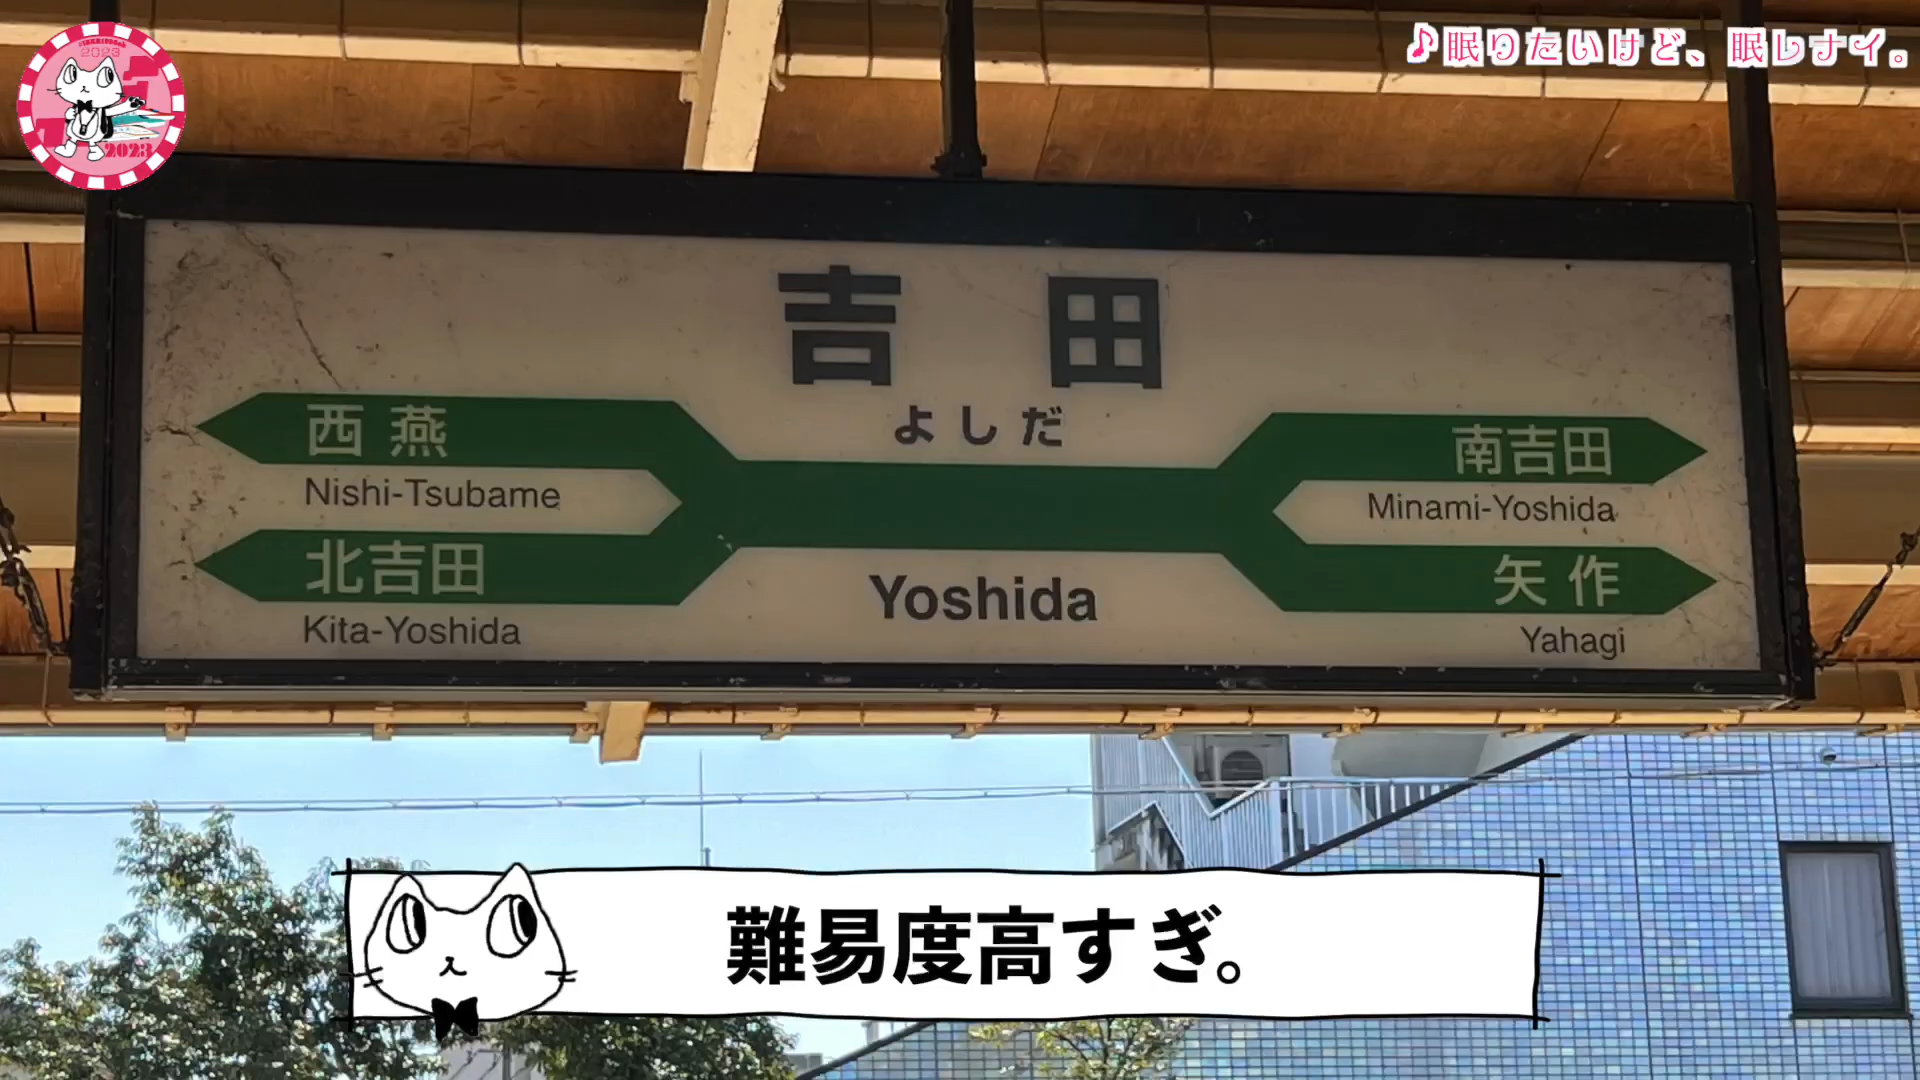 ♪眠りたいけど、眠レナイ。
2023
2023
吉田
よしだ
Yoshida
西燕
Nishi-Tsubame
北吉田
Kita-Yoshida
南吉田
Minami-Yoshida
矢作
Yahagi
難易度高すぎ。